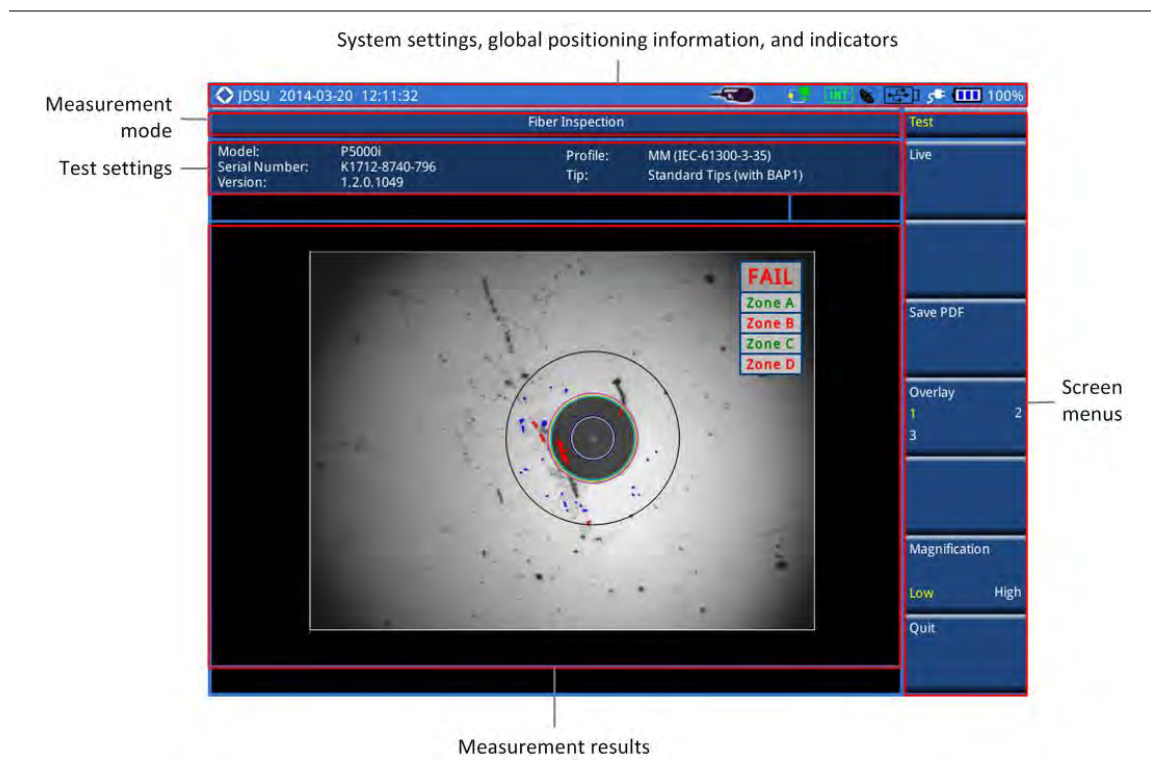 System settings, global positioning information, and indicators
JDSU 2014-03-20 12:11:32
INT
100%
Measurement
mode
Fiber Inspection
Test
Test settings
Model: P5000i
Serial Number: K1712-8740-796
Version: 1.2.0.1049
Profile: MM (IEC-61300-3-35)
Tip: Standard Tips (with BAP1)
Live
FAIL
Zone A
Zone B
Zone C
Zone D
Save PDF
Overlay
1 2
3
Screen
menus
Magnification
Low High
Quit
Measurement results